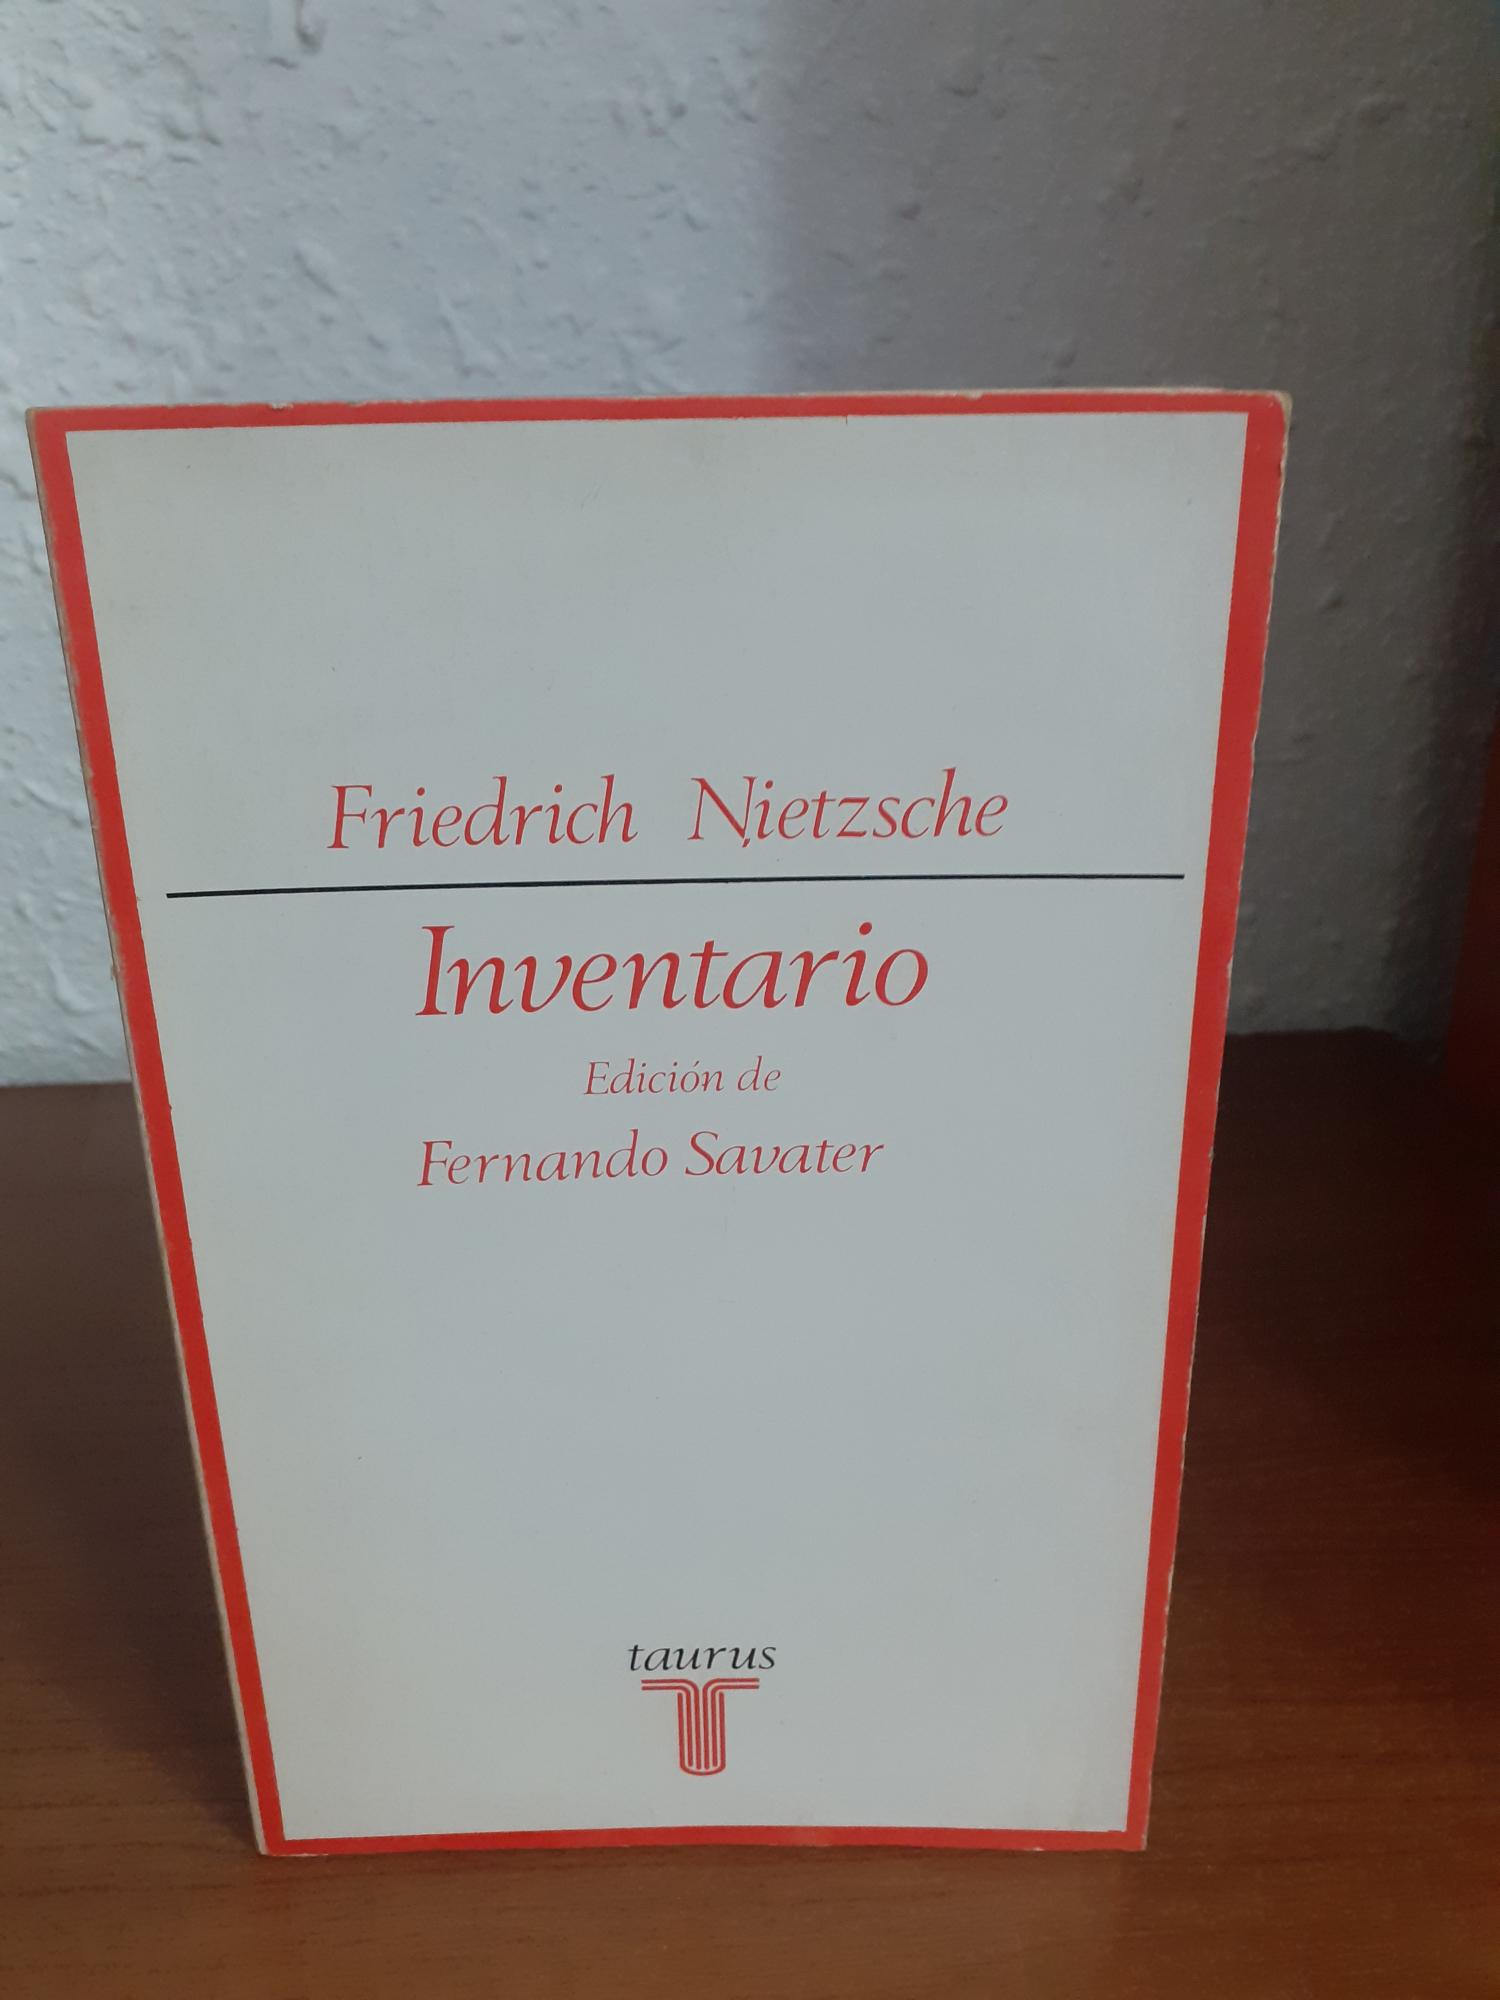 Friedrich Nietzsche
Inventario
Edición de
Fernando Savater
taurus